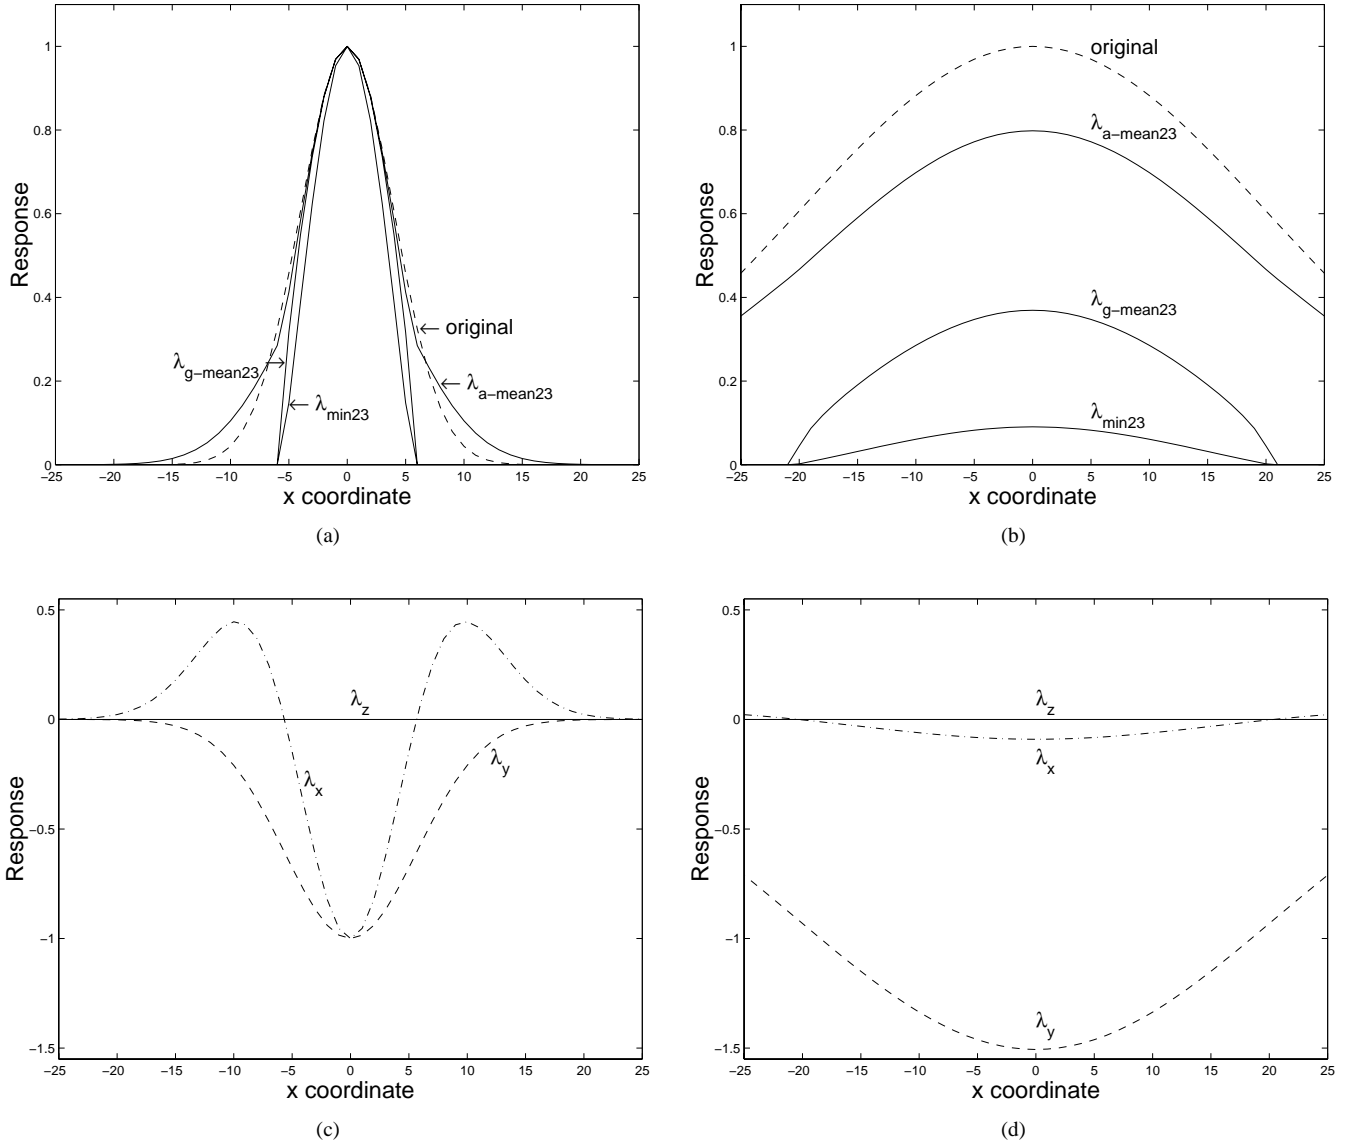 1
0.8
0.6
0.4
0.2
0
Response
original
λg−mean23
λa−mean23
λmin23
−25 −20 −15 −10 −5 0 5 10 15 20 25
x coordinate
(a)
1
0.8
0.6
0.4
0.2
0
Response
original
λa−mean23
λg−mean23
λmin23
−25 −20 −15 −10 −5 0 5 10 15 20 25
x coordinate
(b)
0.5
0
−0.5
−1
−1.5
Response
λz
λy
λx
−25 −20 −15 −10 −5 0 5 10 15 20 25
x coordinate
(c)
0.5
0
−0.5
−1
−1.5
Response
λz
λx
λy
−25 −20 −15 −10 −5 0 5 10 15 20 25
x coordinate
(d)